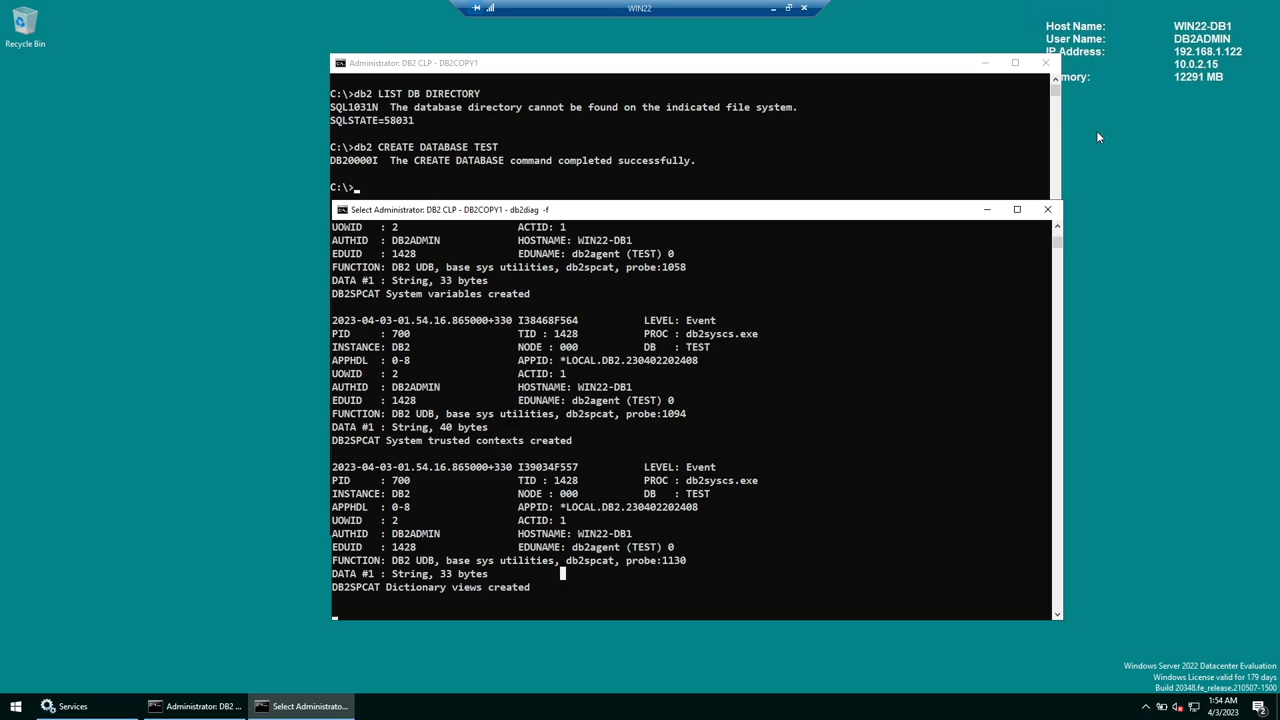 WIN22
Recycle Bin
Host Name: WIN22-DB1
User Name: DB2ADMIN
IP Address: 192.168.1.122
10.0.2.15
mory: 12291 MB
Administrator: DB2 CLP - DB2COPY1
C:\>db2 LIST DB DIRECTORY
SQL1031N  The database directory cannot be found on the indicated file system.
SQLSTATE=58031
C:\>db2 CREATE DATABASE TEST
DB20000I  The CREATE DATABASE command completed successfully.
C:\>
Select Administrator: DB2 CLP - DB2COPY1 - db2diag -f
UOWID : 2 ACTID: 1
AUTHID : DB2ADMIN HOSTNAME: WIN22-DB1
EDUID : 1428 EDUNAME: db2agent (TEST) 0
FUNCTION: DB2 UDB, base sys utilities, db2spcat, probe:1058
DATA #1 : String, 33 bytes
DB2SPCAT System variables created
2023-04-03-01.54.16.865000+330 I38468F564 LEVEL: Event
PID : 700 TID : 1428 PROC : db2syscs.exe
INSTANCE: DB2 NODE : 000 DB : TEST
APPHDL : 0-8 APPID: *LOCAL.DB2.230402202408
UOWID : 2 ACTID: 1
AUTHID : DB2ADMIN HOSTNAME: WIN22-DB1
EDUID : 1428 EDUNAME: db2agent (TEST) 0
FUNCTION: DB2 UDB, base sys utilities, db2spcat, probe:1094
DATA #1 : String, 40 bytes
DB2SPCAT System trusted contexts created
2023-04-03-01.54.16.865000+330 I39034F557 LEVEL: Event
PID : 700 TID : 1428 PROC : db2syscs.exe
INSTANCE: DB2 NODE : 000 DB : TEST
APPHDL : 0-8 APPID: *LOCAL.DB2.230402202408
UOWID : 2 ACTID: 1
AUTHID : DB2ADMIN HOSTNAME: WIN22-DB1
EDUID : 1428 EDUNAME: db2agent (TEST) 0
FUNCTION: DB2 UDB, base sys utilities, db2spcat, probe:1130
DATA #1 : String, 33 bytes
DB2SPCAT Dictionary views created
Windows Server 2022 Datacenter Evaluation
Windows License valid for 179 days
Build 20348.fe_release.210507-1500
Services
Administrator: DB2 ...
Select Administrato...
1:54 AM
4/3/2023
2